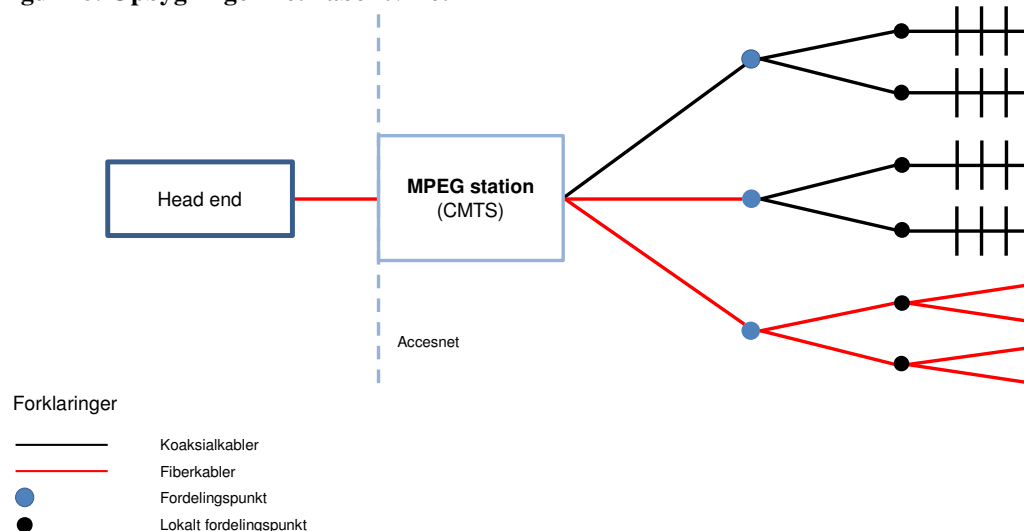 Head end
MPEG station
(CMTS)
Accesnet
Forklaringer
Koaksialkabler
Fiberkabler
Fordelingspunkt
Lokalt fordelingspunkt